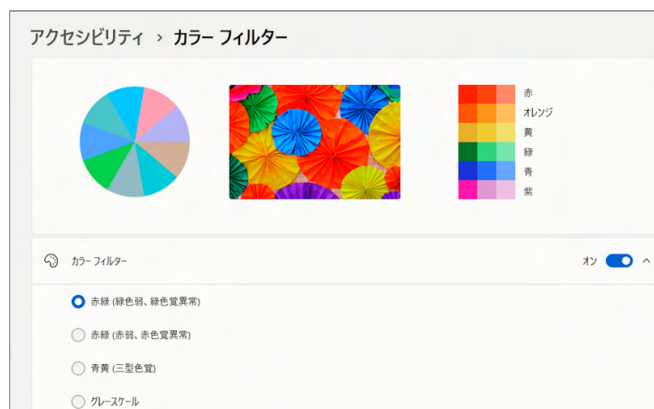 アクセシビリティ > カラー フィルター
赤
オレンジ
黄
緑
青
紫
カラー フィルター
オン
赤緑 (緑色弱、緑色覚異常)
赤緑 (赤弱、赤色覚異常)
青黄 (三型色覚)
グレースケール